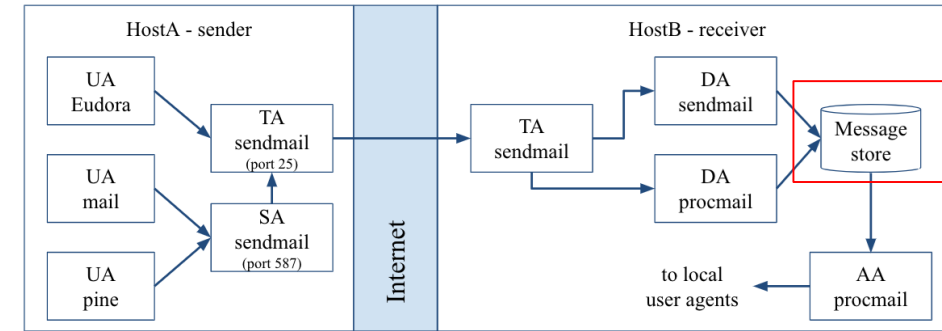 HostA - sender
HostB - receiver
UA
Eudora
UA
mail
UA
pine
TA
sendmail
(port 25)
SA
sendmail
(port 587)
Internet
TA
sendmail
DA
sendmail
DA
procmail
Message
store
to local
user agents
AA
procmail